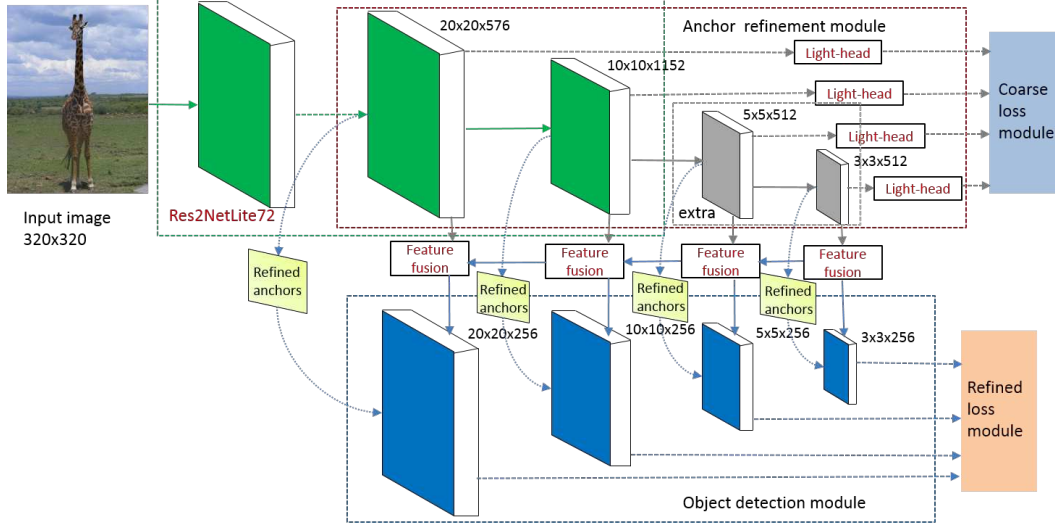 20x20x576
Anchor refinement module
Light-head
10x10x1152
Light-head
Coarse
loss
module
5x5x512
Light-head
3x3x512
Light-head
Res2NetLite72
extra
Input image
320x320
Feature
fusion
Feature
fusion
Feature
fusion
Feature
fusion
Refined
anchors
Refined
anchors
Refined
anchors
Refined
anchors
20x20x256
10x10x256
5x5x256
3x3x256
Refined
loss
module
Object detection module